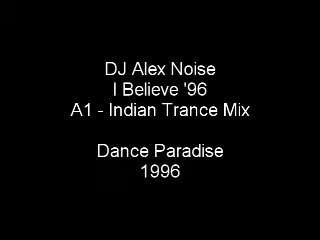 DJ Alex Noise
I Believe '96
A1 - Indian Trance Mix
Dance Paradise
1996